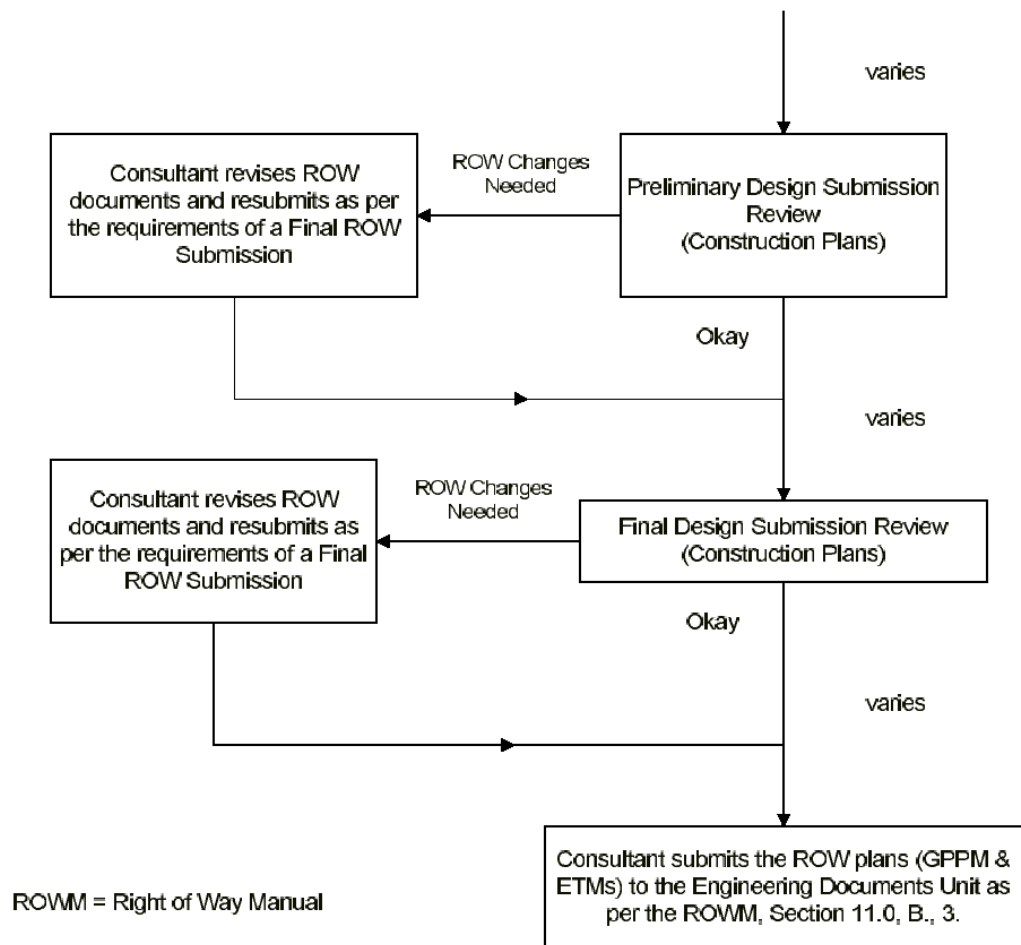 varies
Consultant revises ROW
documents and resubmits as per
the requirements of a Final ROW
Submission
ROW Changes
Needed
Preliminary Design Submission
Review
(Construction Plans)
Okay
varies
Consultant revises ROW
documents and resubmits as
per the requirements of a Final
ROW Submission
ROW Changes
Needed
Final Design Submission Review
(Construction Plans)
Okay
varies
Consultant submits the ROW plans (GPPM &
ETMs) to the Engineering Documents Unit as
per the ROWM, Section 11.0, B., 3.
ROWM = Right of Way Manual